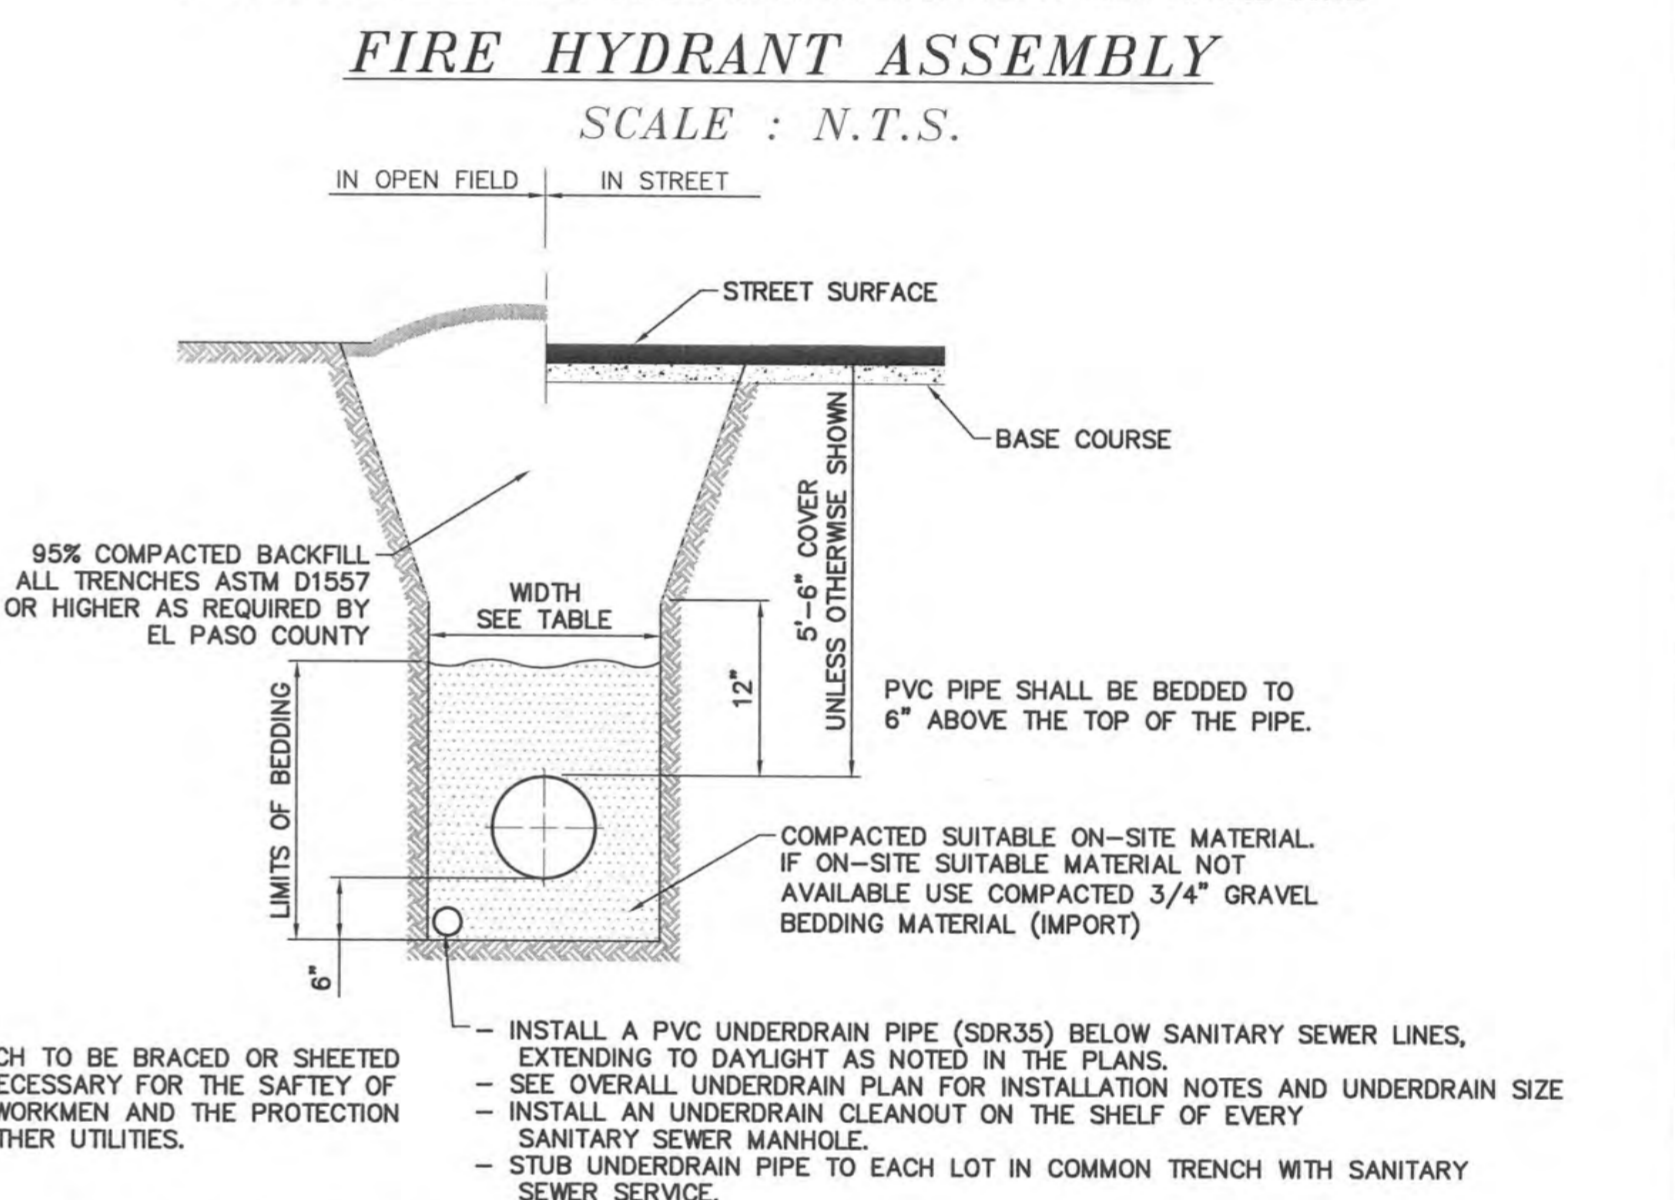 FIRE HYDRANT ASSEMBLY
SCALE : N.T.S.
IN OPEN FIELD
IN STREET
STREET SURFACE
BASE COURSE
5'-6" COVER
UNLESS OTHERWISE SHOWN
95% COMPACTED BACKFILL
ALL TRENCHES ASTM D1557
OR HIGHER AS REQUIRED BY
EL PASO COUNTY
WIDTH
SEE TABLE
12"
LIMITS OF BEDDING
PVC PIPE SHALL BE BEDDED TO
6" ABOVE THE TOP OF THE PIPE.
COMPACTED SUITABLE ON-SITE MATERIAL.
IF ON-SITE SUITABLE MATERIAL NOT
AVAILABLE USE COMPACTED 3/4" GRAVEL
BEDDING MATERIAL (IMPORT)
6"
- INSTALL A PVC UNDERDRAIN PIPE (SDR35) BELOW SANITARY SEWER LINES,
EXTENDING TO DAYLIGHT AS NOTED IN THE PLANS.
- SEE OVERALL UNDERDRAIN PLAN FOR INSTALLATION NOTES AND UNDERDRAIN SIZE
- INSTALL AN UNDERDRAIN CLEANOUT ON THE SHELF OF EVERY
SANITARY SEWER MANHOLE.
- STUB UNDERDRAIN PIPE TO EACH LOT IN COMMON TRENCH WITH SANITARY
SEWER SERVICE.
CH TO BE BRACED OR SHEETED
ECESSARY FOR THE SAFTEY OF
WORKMEN AND THE PROTECTION
THER UTILITIES.